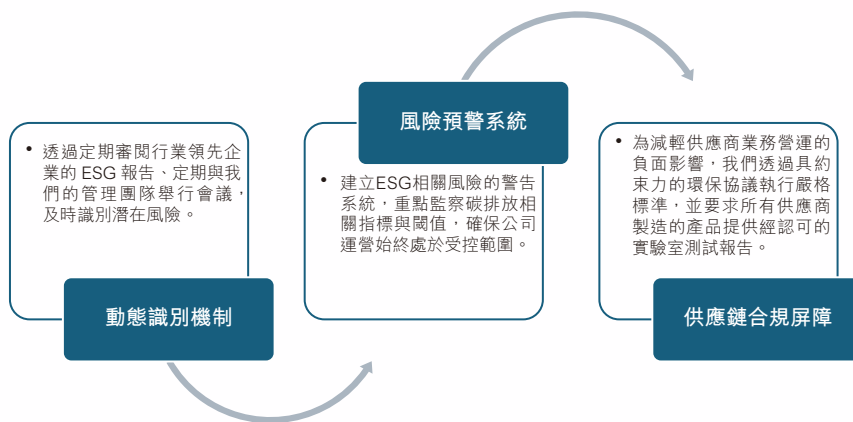 • 透過定期審閱行業領先企
業的 ESG 報告、定期與我
們的管理團隊舉行會議，
及時識別潛在風險。
動態識別機制
風險預警系統
• 建立ESG相關風險的警告
系統，重點監察碳排放相
關指標與閾值，確保公司
運營始終處於受控範圍。
• 為減輕供應商業務營運的
負面影響，我們透過具約
束力的環保協議執行嚴格
標準，並要求所有供應商
製造的產品提供經認可的
實驗室測試報告。
供應鏈合規屏障